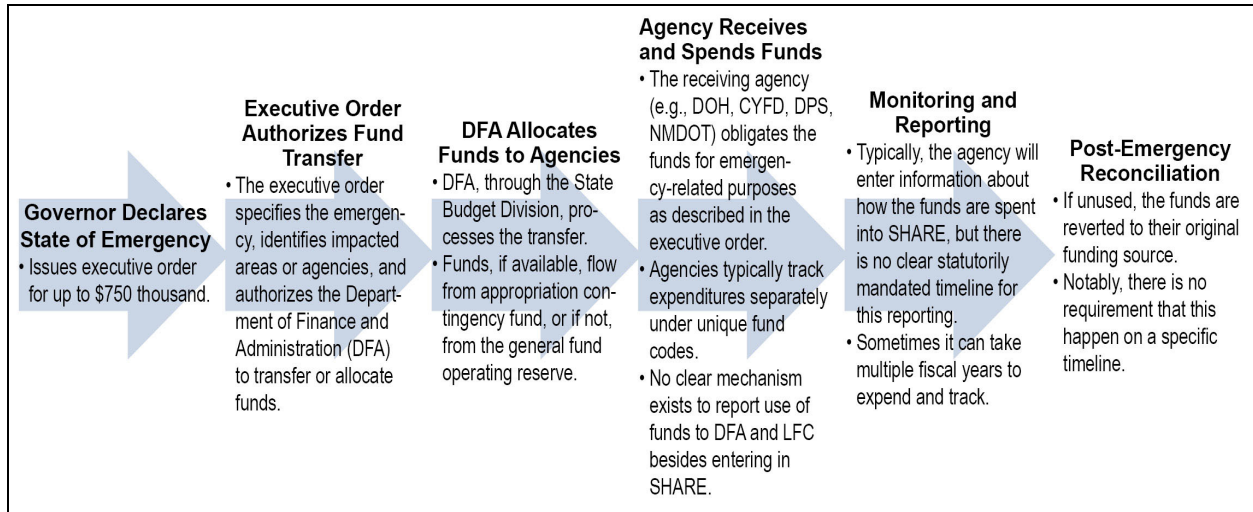 Governor Declares
State of Emergency
• Issues executive order
for up to $750 thousand.
Executive Order
Authorizes Fund
Transfer
• The executive order
specifies the emergen-
cy, identifies impacted
areas or agencies, and
authorizes the Depart-
ment of Finance and
Administration (DFA)
to transfer or allocate
funds.
DFA Allocates
Funds to Agencies
• DFA, through the State
Budget Division, pro-
cesses the transfer.
• Funds, if available, flow
from appropriation con-
tingency fund, or if not,
from the general fund
operating reserve.
Agency Receives
and Spends Funds
• The receiving agency
(e.g., DOH, CYFD, DPS,
NMDOT) obligates the
funds for emergen-
cy-related purposes
as described in the
executive order.
• Agencies typically track
expenditures separately
under unique fund
codes.
• No clear mechanism
exists to report use of
funds to DFA and LFC
besides entering in
SHARE.
Monitoring and
Reporting
• Typically, the agency will
enter information about
how the funds are spent
into SHARE, but there
is no clear statutorily
mandated timeline for
this reporting.
• Sometimes it can take
multiple fiscal years to
expend and track.
Post-Emergency
Reconciliation
• If unused, the funds are
reverted to their original
funding source.
• Notably, there is no
requirement that this
happen on a specific
timeline.